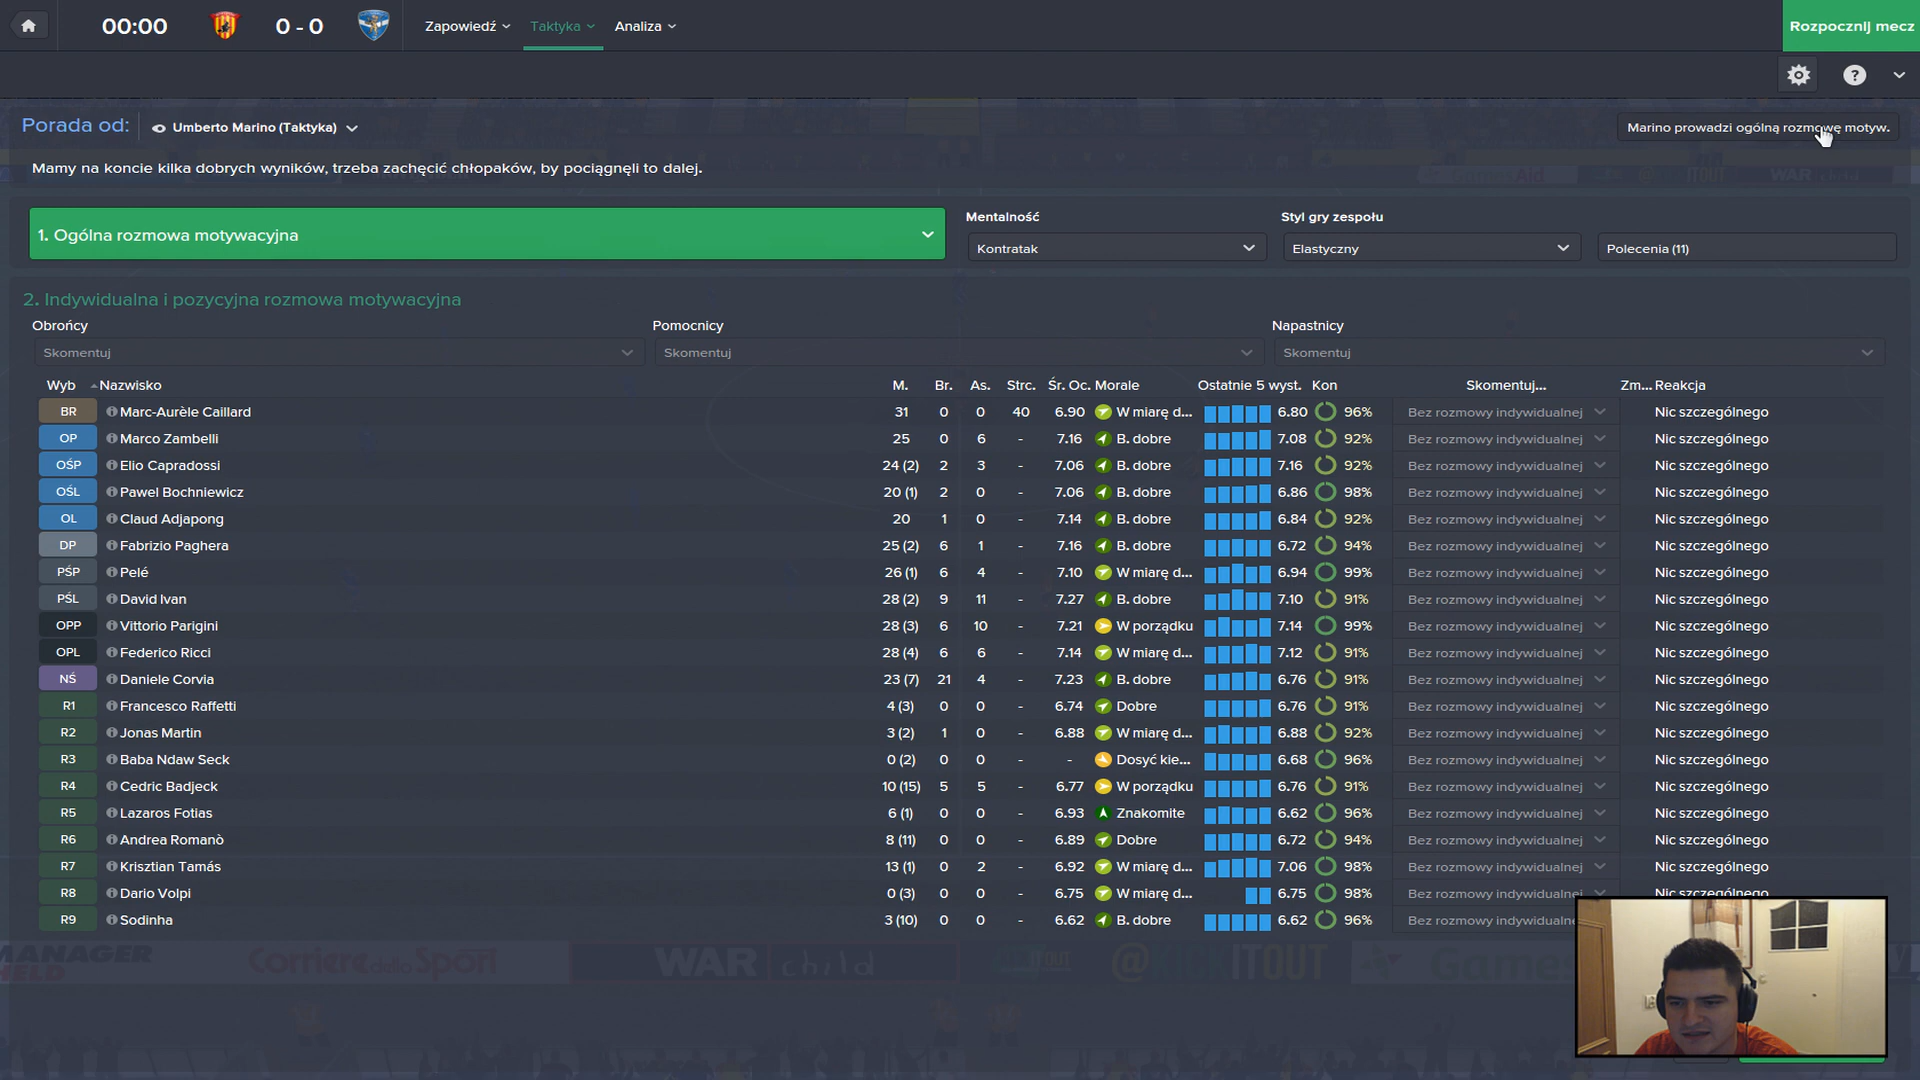 00:00 0 - 0 Zapowiedź Taktyka Analiza Rozpocznij mecz
?
Porada od: Umberto Marino (Taktyka) Marino prowadzi ogólną rozmowę motyw.
Mamy na koncie kilka dobrych wyników, trzeba zachęcić chłopaków, by pociągnęli to dalej.
Mentalność Styl gry zespołu
1. Ogólna rozmowa motywacyjna Kontratak Elastyczny Polecenia (11)
2. Indywidualna i pozycyjna rozmowa motywacyjna
Obrońcy Pomocnicy Napastnicy
Skomentuj Skomentuj Skomentuj
Wyb Nazwisko M. Br. As. Strc. Śr. Oc. Morale Ostatnie 5 wyst. Kon Skomentuj... Zm... Reakcja
BR Marc-Aurèle Caillard 31 0 0 40 6.90 W miarę d... 6.80 96% Bez rozmowy indywidualnej Nic szczególnego
OP Marco Zambelli 25 0 6 - 7.16 B. dobre 7.08 92% Bez rozmowy indywidualnej Nic szczególnego
OŚP Elio Capradossi 24 (2) 2 3 - 7.06 B. dobre 7.16 92% Bez rozmowy indywidualnej Nic szczególnego
OŚL Pawel Bochniewicz 20 (1) 2 0 - 7.06 B. dobre 6.86 98% Bez rozmowy indywidualnej Nic szczególnego
OL Claud Adjapong 20 1 0 - 7.14 B. dobre 6.84 92% Bez rozmowy indywidualnej Nic szczególnego
DP Fabrizio Paghera 25 (2) 6 1 - 7.16 B. dobre 6.72 94% Bez rozmowy indywidualnej Nic szczególnego
PŚP Pelé 26 (1) 6 4 - 7.10 W miarę d... 6.94 99% Bez rozmowy indywidualnej Nic szczególnego
PŚL David Ivan 28 (2) 9 11 - 7.27 B. dobre 7.10 91% Bez rozmowy indywidualnej Nic szczególnego
OPP Vittorio Parigini 28 (3) 6 10 - 7.21 W porządku 7.14 99% Bez rozmowy indywidualnej Nic szczególnego
OPL Federico Ricci 28 (4) 6 6 - 7.14 W miarę d... 7.12 91% Bez rozmowy indywidualnej Nic szczególnego
NŚ Daniele Corvia 23 (7) 21 4 - 7.23 B. dobre 6.76 91% Bez rozmowy indywidualnej Nic szczególnego
R1 Francesco Raffetti 4 (3) 0 0 - 6.74 Dobre 6.76 91% Bez rozmowy indywidualnej Nic szczególnego
R2 Jonas Martin 3 (2) 1 0 - 6.88 W miarę d... 6.88 92% Bez rozmowy indywidualnej Nic szczególnego
R3 Baba Ndaw Seck 0 (2) 0 0 - - Dosyć kie... 6.68 96% Bez rozmowy indywidualnej Nic szczególnego
R4 Cedric Badjeck 10 (15) 5 5 - 6.77 W porządku 6.76 91% Bez rozmowy indywidualnej Nic szczególnego
R5 Lazaros Fotias 6 (1) 0 0 - 6.93 Znakomite 6.62 96% Bez rozmowy indywidualnej Nic szczególnego
R6 Andrea Romanò 8 (11) 0 0 - 6.89 Dobre 6.72 94% Bez rozmowy indywidualnej Nic szczególnego
R7 Krisztian Tamás 13 (1) 0 2 - 6.92 W miarę d... 7.06 98% Bez rozmowy indywidualnej Nic szczególnego
R8 Dario Volpi 0 (3) 0 0 - 6.75 W miarę d... 6.75 98% Bez rozmowy indywidualnej Nic szczególnego
R9 Sodinha 3 (10) 0 0 - 6.62 B. dobre 6.62 96% Bez rozmowy indywidualnej
MANAGER Corriere dello Sport WAR child @KICKITOUT Games